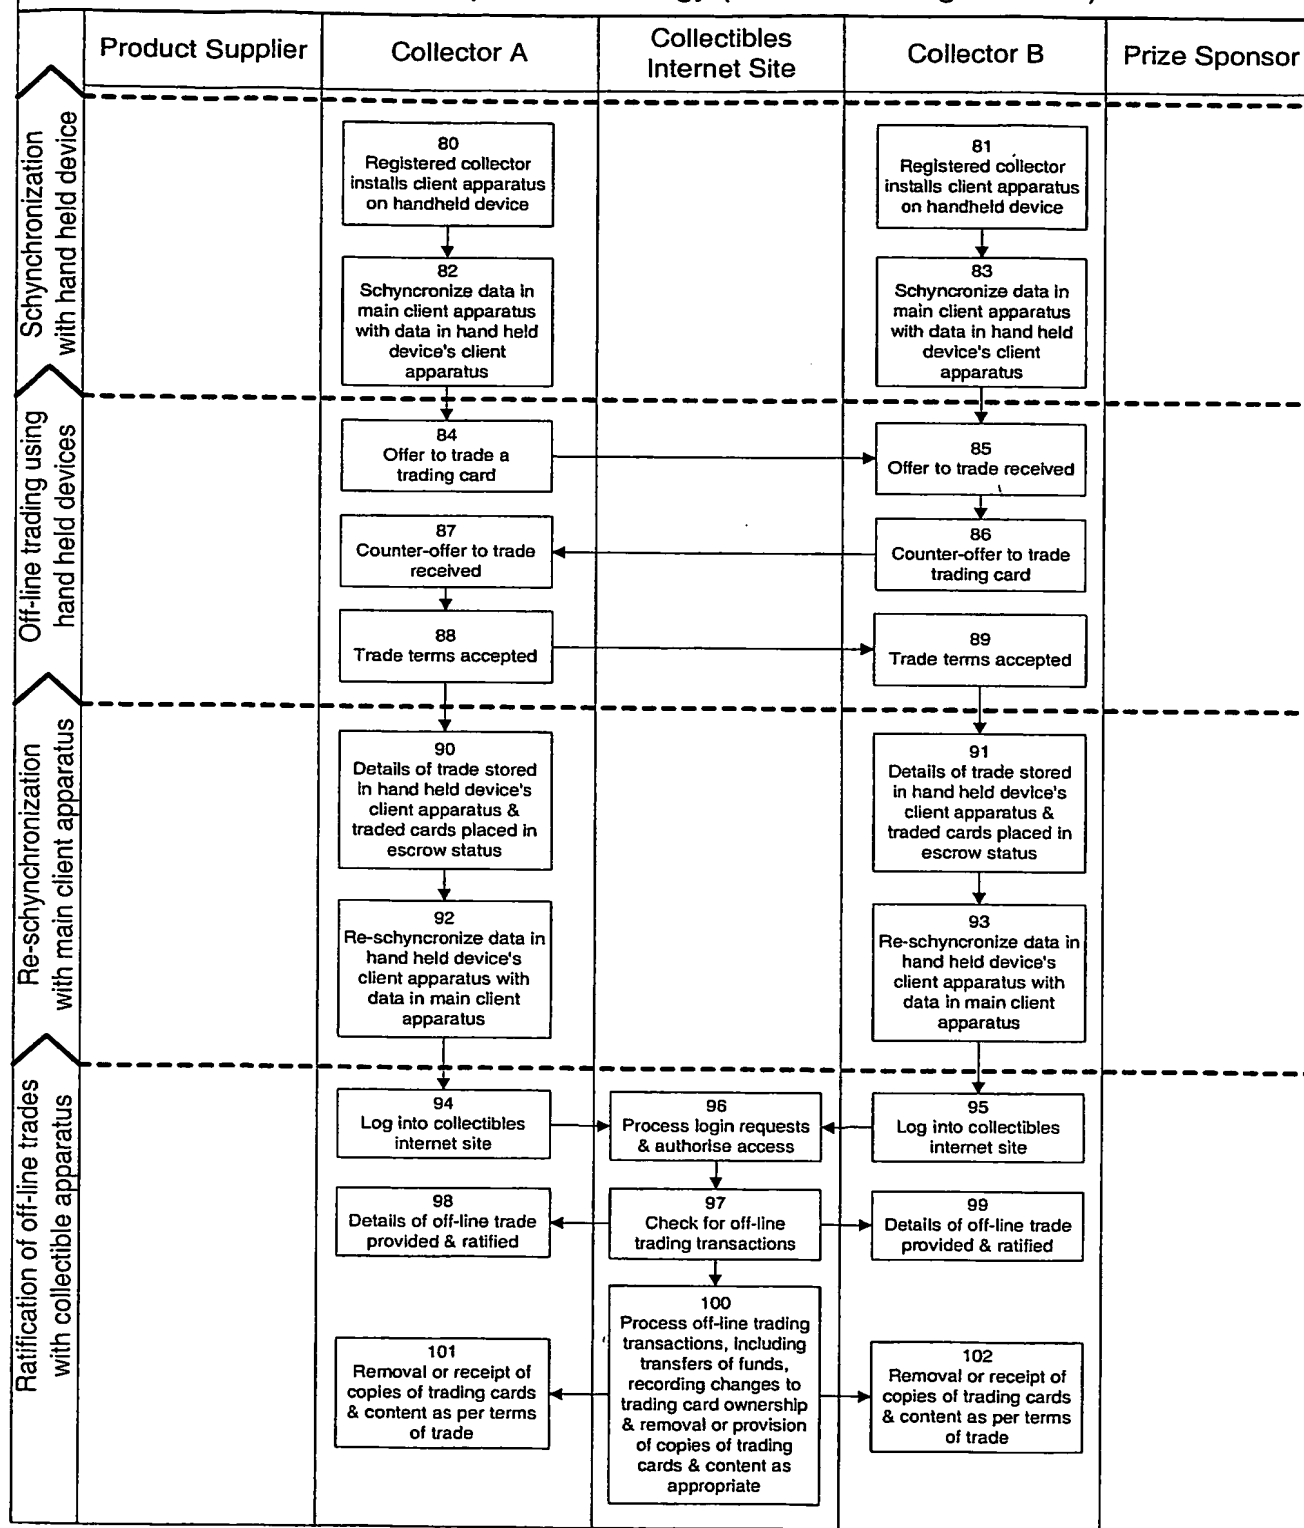 Product Supplier
Collector A
Collectibles
Internet Site
Collector B
Prize Sponsor
Schynchronization
with hand held device
80
Registered collector
installs client apparatus
on handheld device
81
Registered collector
installs client apparatus
on handheld device
82
Schyncronize data in
main client apparatus
with data in hand held
device's client
apparatus
83
Schyncronize data in
main client apparatus
with data in hand held
device's client
apparatus
Off-line trading using
hand held devices
84
Offer to trade a
trading card
85
Offer to trade received
87
Counter-offer to trade
received
86
Counter-offer to trade
trading card
88
Trade terms accepted
89
Trade terms accepted
Re-schynchronization
with main client apparatus
90
Details of trade stored
in hand held device's
client apparatus &
traded cards placed in
escrow status
91
Details of trade stored
in hand held device's
client apparatus &
traded cards placed in
escrow status
92
Re-schyncronize data in
hand held device's
client apparatus with
data in main client
apparatus
93
Re-schyncronize data in
hand held device's
client apparatus with
data in main client
apparatus
Ratification of off-line trades
with collectible apparatus
94
Log into collectibles
internet site
96
Process login requests
& authorise access
95
Log into collectibles
internet site
98
Details of off-line trade
provided & ratified
97
Check for off-line
trading transactions
99
Details of off-line trade
provided & ratified
100
Process off-line trading
transactions, including
transfers of funds,
recording changes to
trading card ownership
& removal or provision
of copies of trading
cards & content as
appropriate
101
Removal or receipt of
copies of trading cards
& content as per terms
of trade
102
Removal or receipt of
copies of trading cards
& content as per terms
of trade